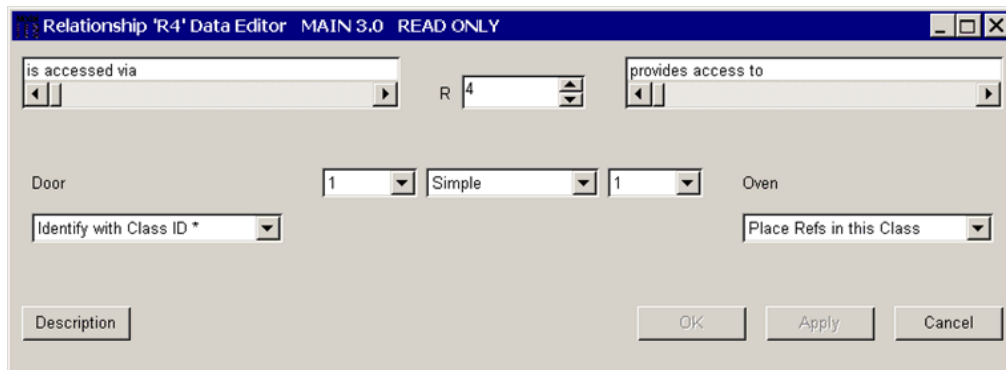 Relationship 'R4' Data Editor MAIN 3.0 READ ONLY
is accessed via
R 4
provides access to
Door
1
Simple
1
Oven
Identify with Class ID *
Place Refs in this Class
Description
OK
Apply
Cancel